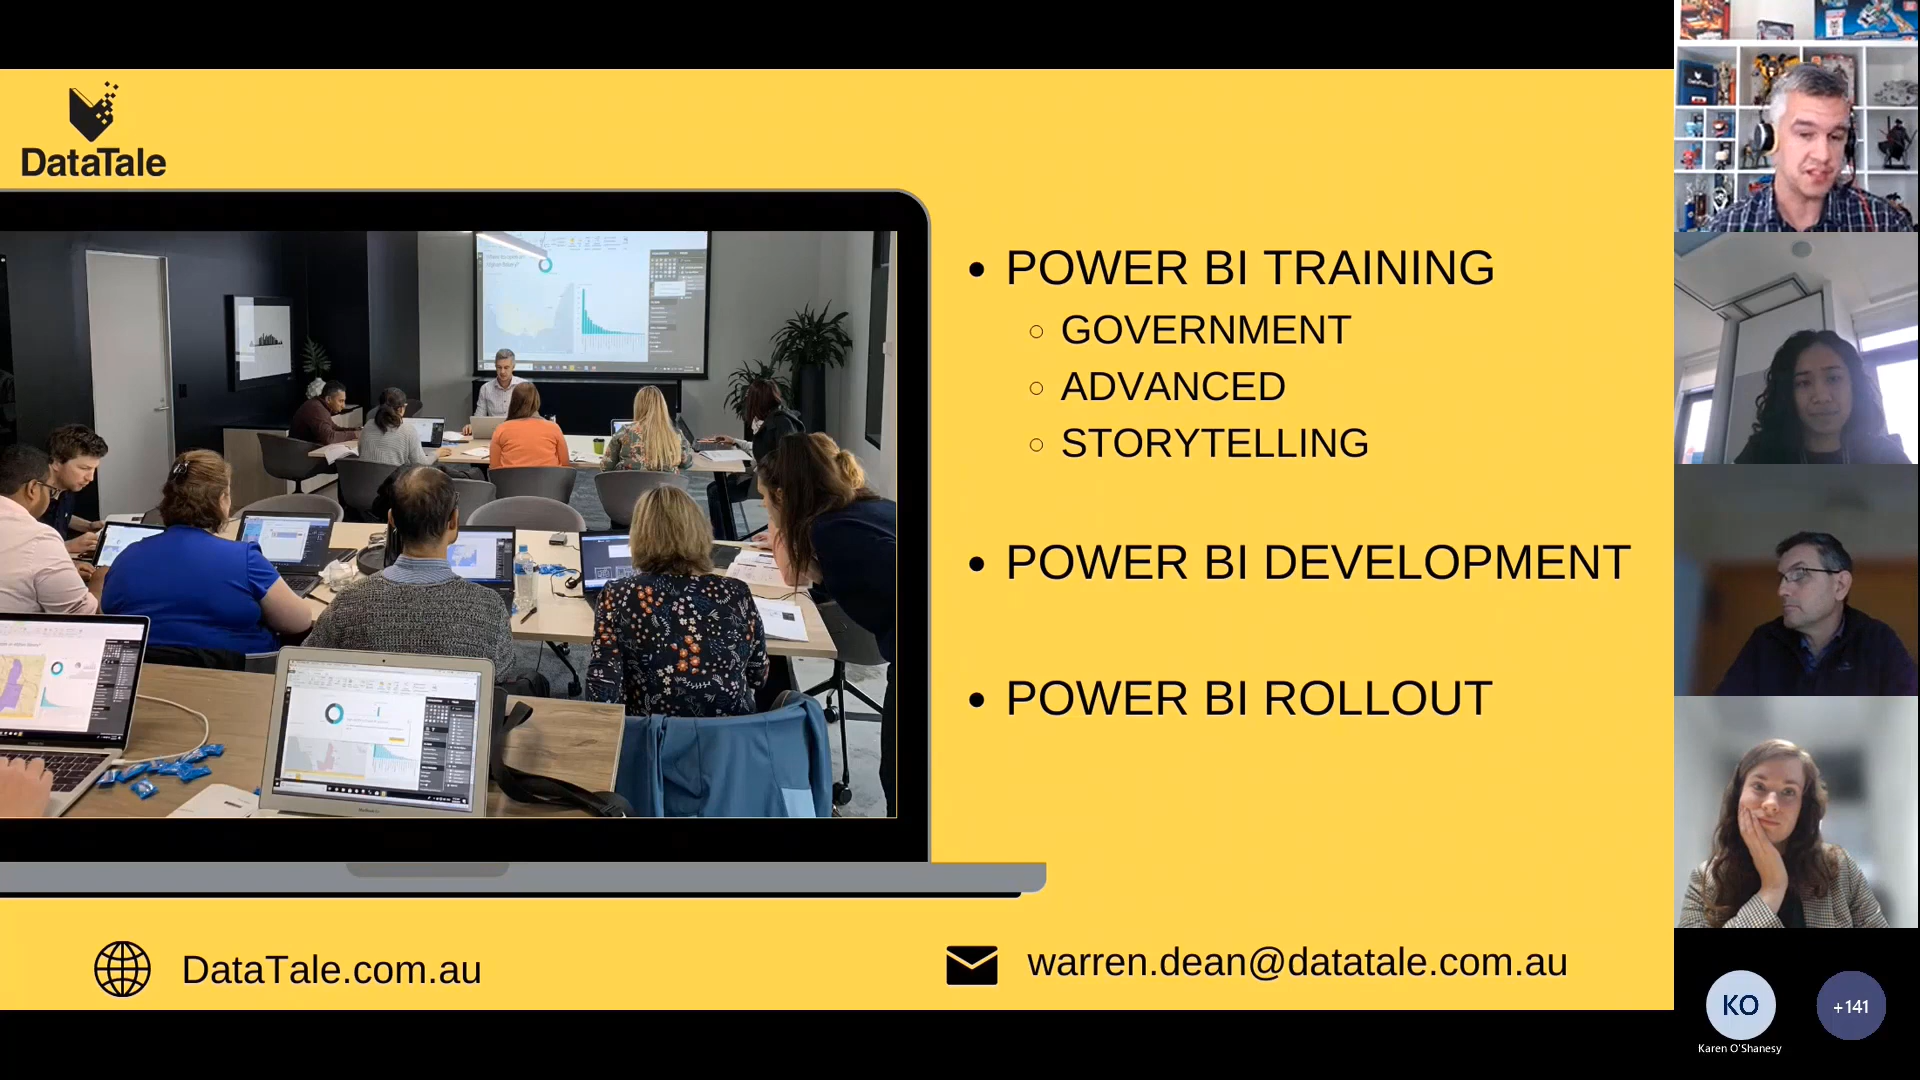 DataTale
POWER BI TRAINING
GOVERNMENT
ADVANCED
STORYTELLING
POWER BI DEVELOPMENT
POWER BI ROLLOUT
DataTale.com.au
warren.dean@datatale.com.au
KO
+141
Karen O'Shanesy